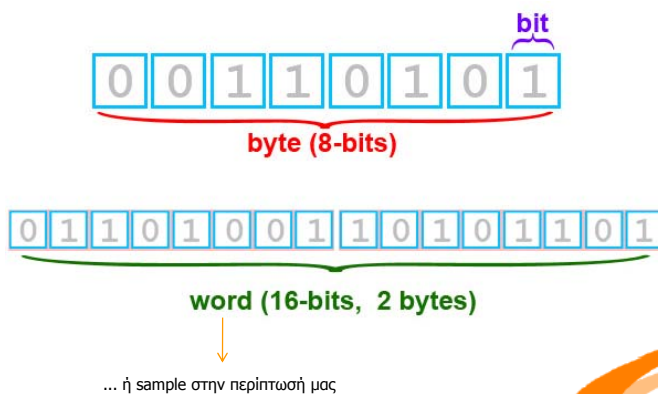 bit
0 0 1 1 0 1 0 1
byte (8-bits)
0 1 1 0 1 0 0 1 1 0 1 0 1 1 0 1
word (16-bits, 2 bytes)
... ή sample στην περίπτωσή μας